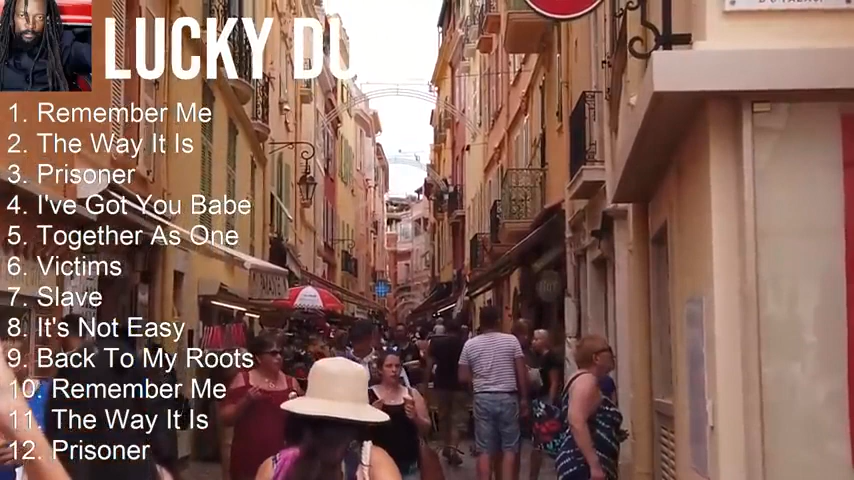 LUCKY DU
1. Remember Me
2. The Way It Is
3. Prisoner
4. I've Got You Babe
5. Together As One
6. Victims
7. Slave
8. It's Not Easy
9. Back To My Roots
10. Remember Me
11. The Way It Is
12. Prisoner